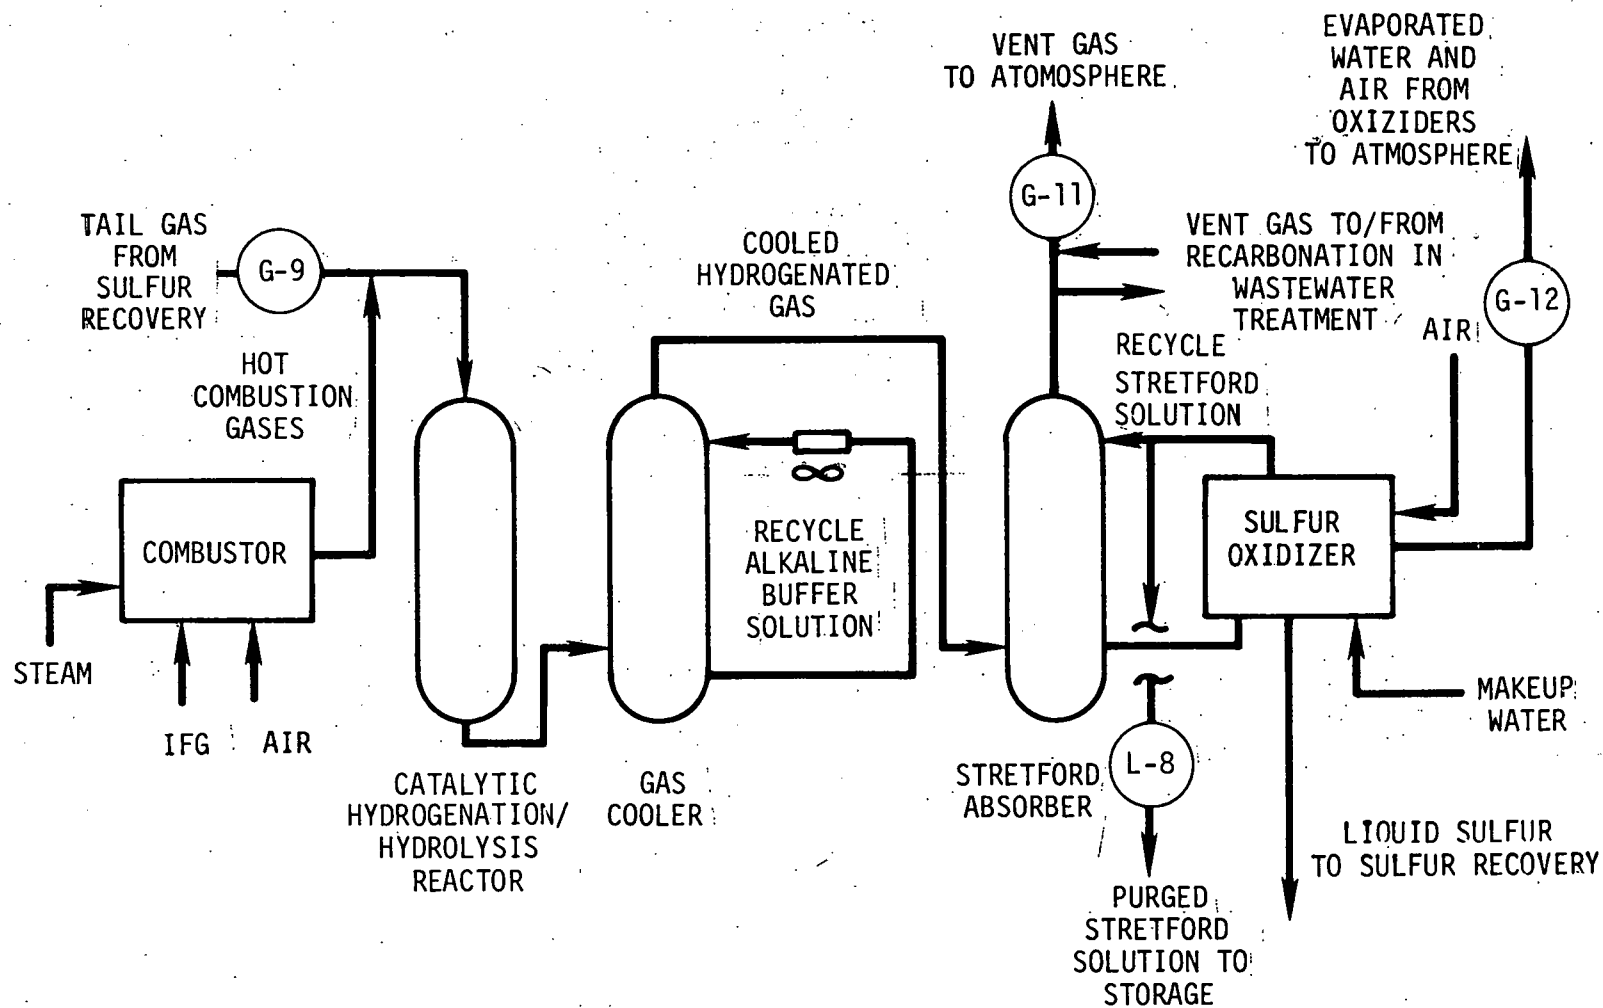 VENT GAS
TO ATOMOSPHERE
EVAPORATED
WATER AND
AIR FROM
OXIZIDERS
TO ATMOSPHERE
G-11
TAIL GAS
FROM
SULFUR
RECOVERY
G-9
COOLED
HYDROGENATED
GAS
VENT GAS TO/FROM
RECARBONATION IN
WASTEWATER
TREATMENT
G-12
AIR
HOT
COMBUSTION
GASES
RECYCLE
STRETFORD
SOLUTION
COMBUSTOR
RECYCLE
ALKALINE
BUFFER
SOLUTION
SULFUR
OXIDIZER
STEAM
IFG
AIR
MAKEUP
WATER
CATALYTIC
HYDROGENATION/
HYDROLYSIS
REACTOR
GAS
COOLER
STRETFORD
ABSORBER
L-8
LIQUID SULFUR
TO SULFUR RECOVERY
PURGED
STRETFORD
SOLUTION TO
STORAGE